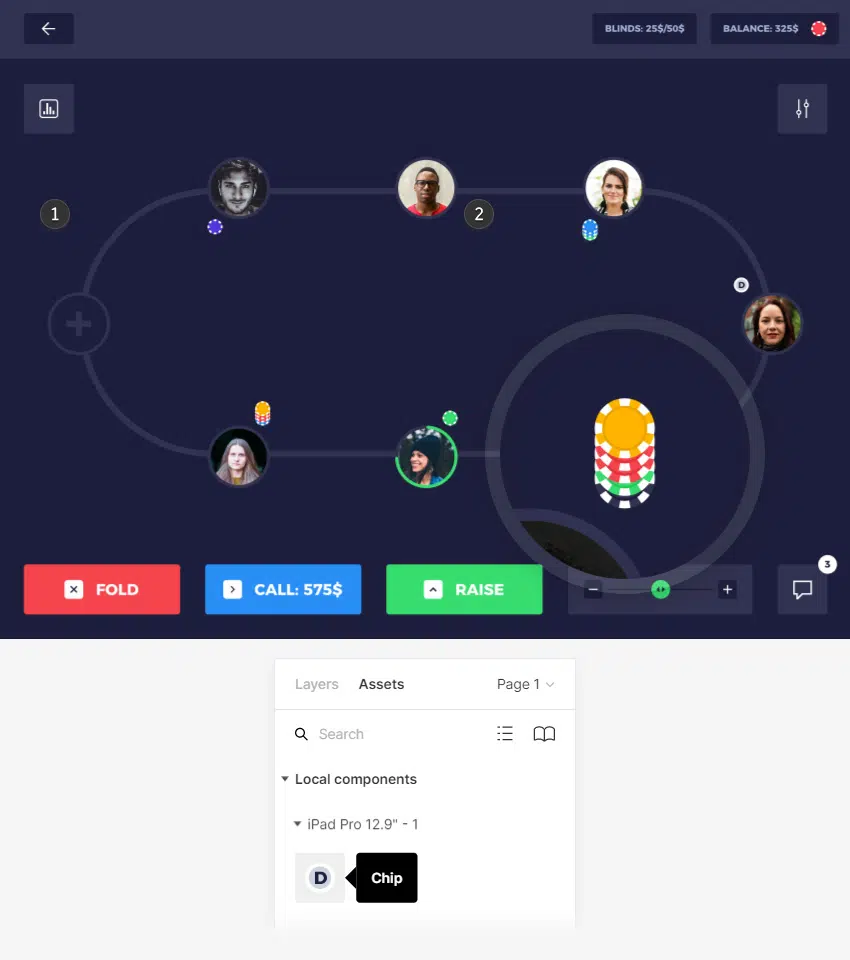 BLINDS: 25$/50$
BALANCE: 325$
1
2
D
FOLD
CALL: 575$
RAISE
3
Layers
Assets
Page 1
Search
Local components
iPad Pro 12.9" - 1
D
Chip